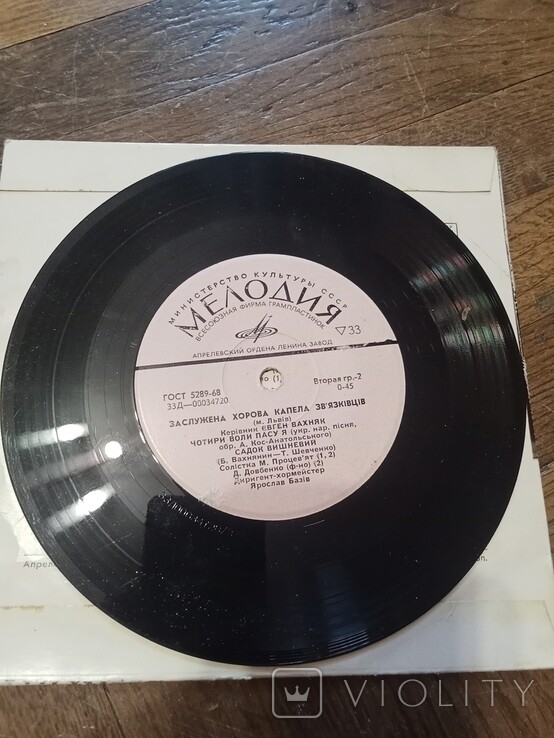 МИНИСТЕРСТВО КУЛЬТУРЫ СССР
МЕЛОДИЯ
ВСЕСОЮЗНАЯ ФИРМА ГРАМПЛАСТИНОК
33
АПРЕЛЕВСКИЙ ОРДЕНА ЛЕНИНА ЗАВОД
ГОСТ 5289-68
33Д—00034720
(1)
Вторая гр.-2
0-45
ЗАСЛУЖЕНА ХОРОВА КАПЕЛА ЗВ'ЯЗКІВЦІВ
(м. Львів)
Керівник ЄВГЕН ВАХНЯК
ЧОТИРИ ВОЛИ ПАСУ Я (укр. нар. пісня,
обр. А. Кос-Анатольського)
САДОК ВИШНЕВИЙ
(Б. Вахнянин—Т. Шевченко)
Солістка М. Процев'ят (1, 2)
Д. Довбенко (ф-но) (2)
Диригент-хормейстер
Ярослав Базів
Апреле
VIOLITY